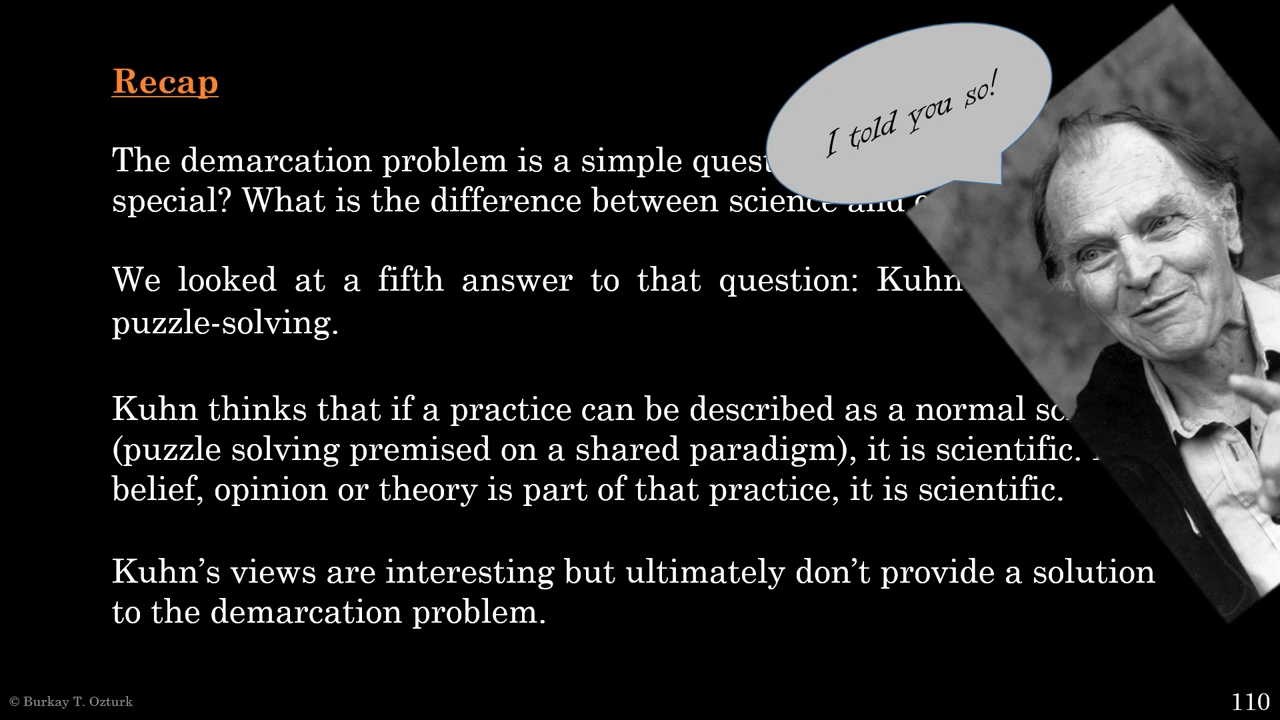 Recap
I told you so!
The demarcation problem is a simple
special? What is the difference between science and
We looked at a fifth answer to that question: Kuhn
puzzle-solving.
Kuhn thinks that if a practice can be described as a normal
(puzzle solving premised on a shared paradigm), it is scientific.
belief, opinion or theory is part of that practice, it is scientific.
Kuhn’s views are interesting but ultimately don’t provide a solution
to the demarcation problem.
© Burkay T. Ozturk
110